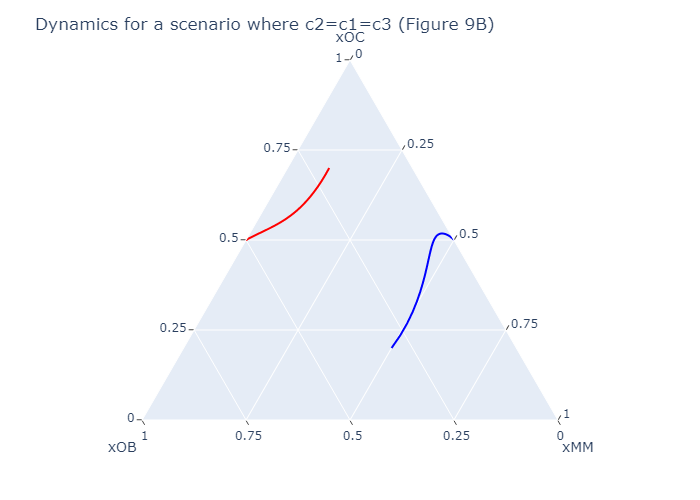 Dynamics for a scenario where c2=c1=c3 (Figure 9B)
xOC
1 0
0.75 0.25
0.5 0.5
0.25 0.75
0 1
1 0.75 0.5 0.25 0
xOB xMM